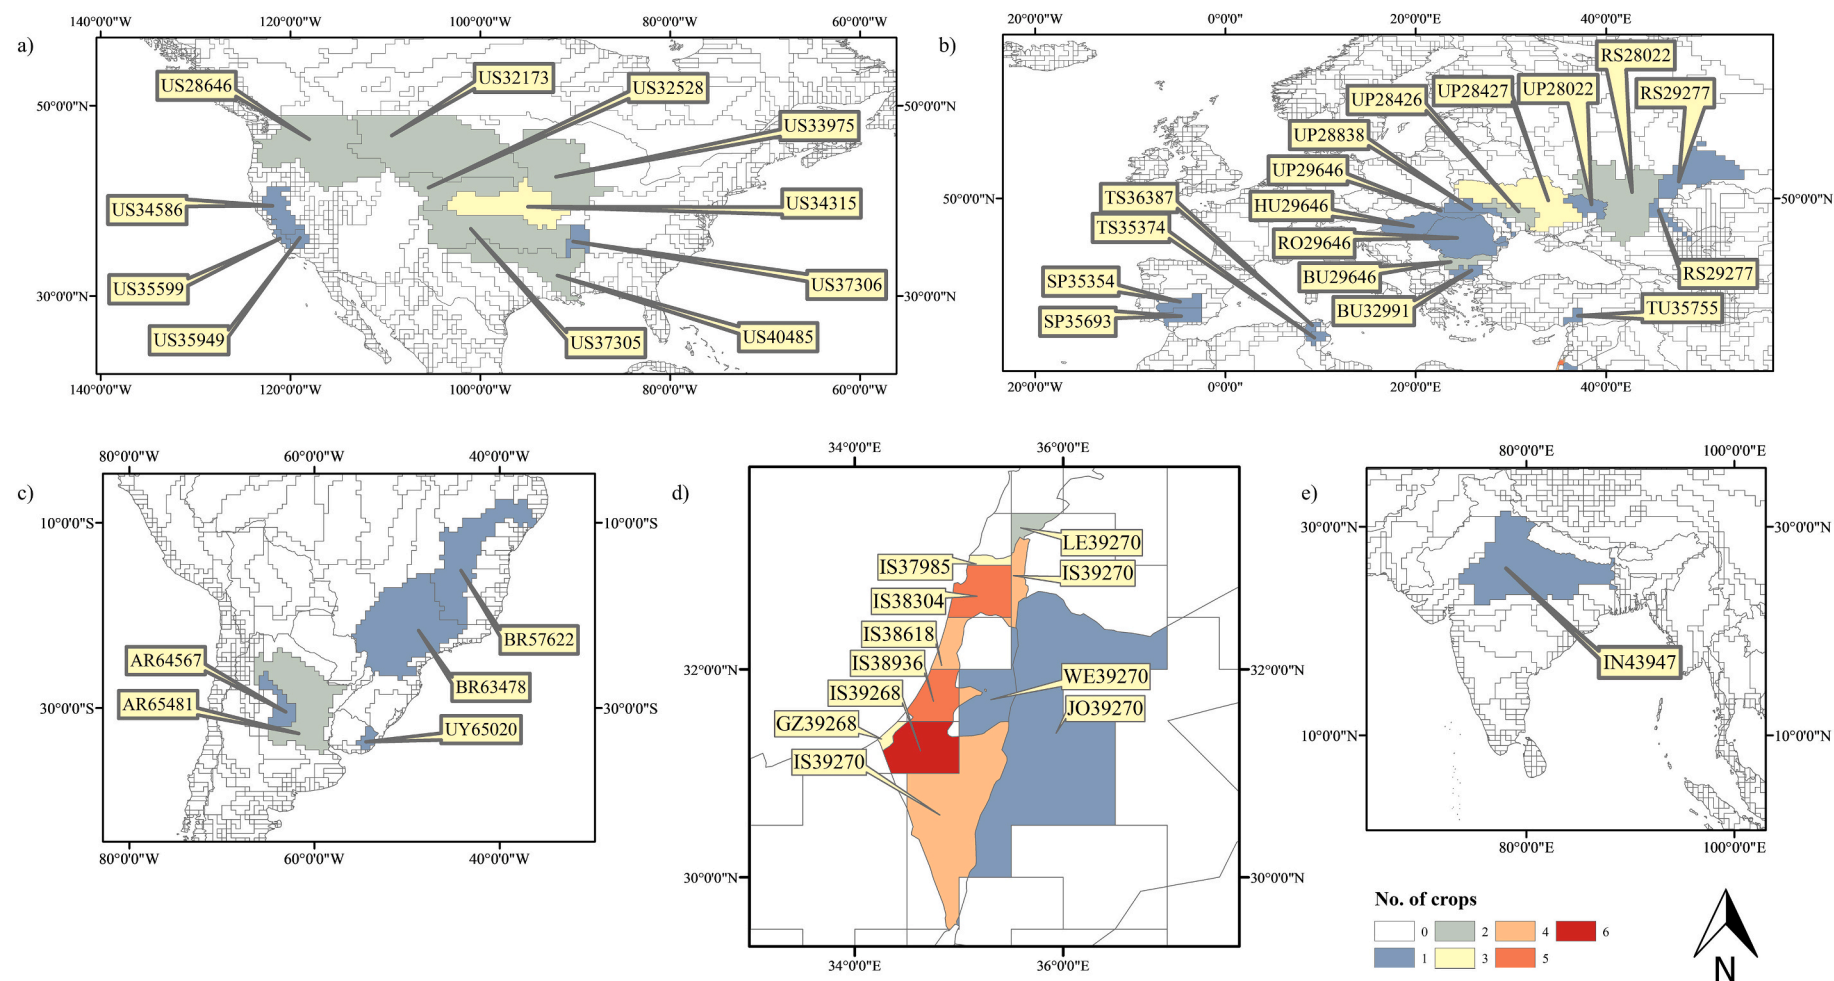 a)
140°0'0"W 120°0'0"W 100°0'0"W 80°0'0"W 60°0'0"W
50°0'0"N 50°0'0"N
30°0'0"N 30°0'0"N
US28646
US32173
US32528
US33975
US34586
US34315
US35599
US37306
US35949
US37305
US40485
140°0'0"W 120°0'0"W 100°0'0"W 80°0'0"W 60°0'0"W
b)
20°0'0"W 0°0'0"E 20°0'0"E 40°0'0"E
50°0'0"N 50°0'0"N
RS28022
UP28426
UP28427
UP28022
RS29277
UP28838
UP29646
TS36387
HU29646
TS35374
RO29646
SP35354
BU29646
RS29277
SP35693
BU32991
TU35755
20°0'0"W 0°0'0"E 20°0'0"E 40°0'0"E
c)
80°0'0"W 60°0'0"W 40°0'0"W
10°0'0"S 10°0'0"S
30°0'0"S 30°0'0"S
BR57622
AR64567
BR63478
AR65481
UY65020
80°0'0"W 60°0'0"W 40°0'0"W
d)
34°0'0"E 36°0'0"E
32°0'0"N 32°0'0"N
30°0'0"N 30°0'0"N
LE39270
IS37985
IS39270
IS38304
IS38618
IS38936
WE39270
IS39268
JO39270
GZ39268
IS39270
34°0'0"E 36°0'0"E
e)
80°0'0"E 100°0'0"E
30°0'0"N 30°0'0"N
10°0'0"N 10°0'0"N
IN43947
80°0'0"E 100°0'0"E
No. of crops
0 2 4 6
1 3 5
N